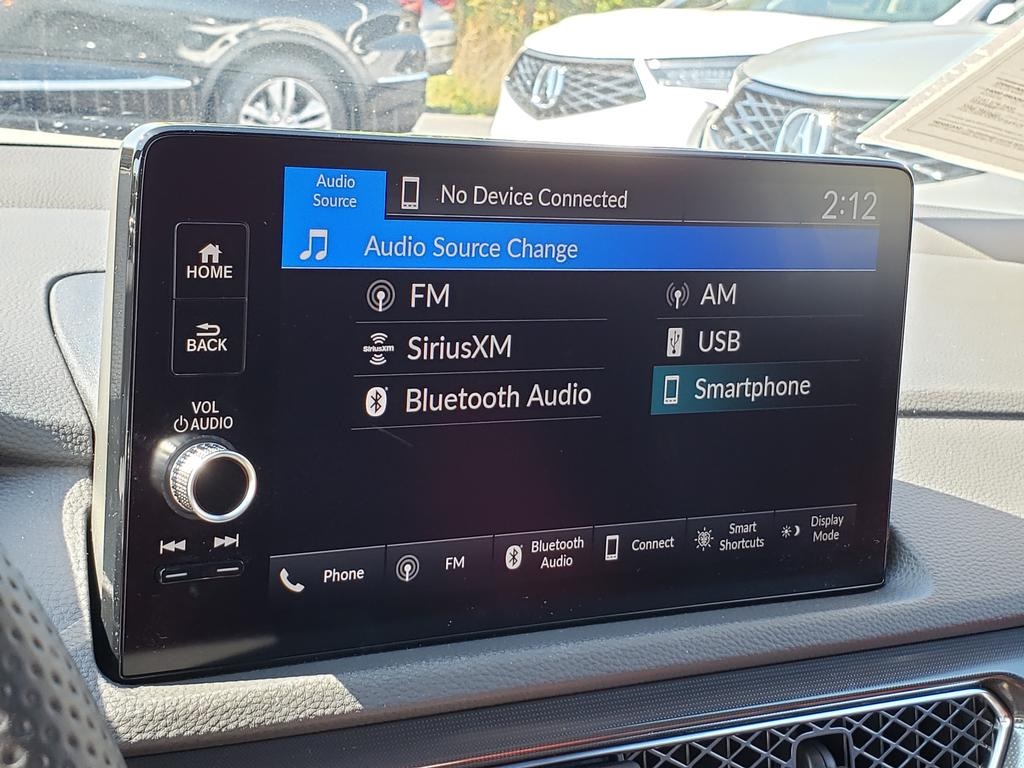 Audio
Source
No Device Connected
2:12
Audio Source Change
HOME
BACK
FM
AM
SiriusXM
SiriusXM
USB
Bluetooth Audio
Smartphone
VOL
AUDIO
Phone
FM
Bluetooth
Audio
Connect
Smart
Shortcuts
Display
Mode